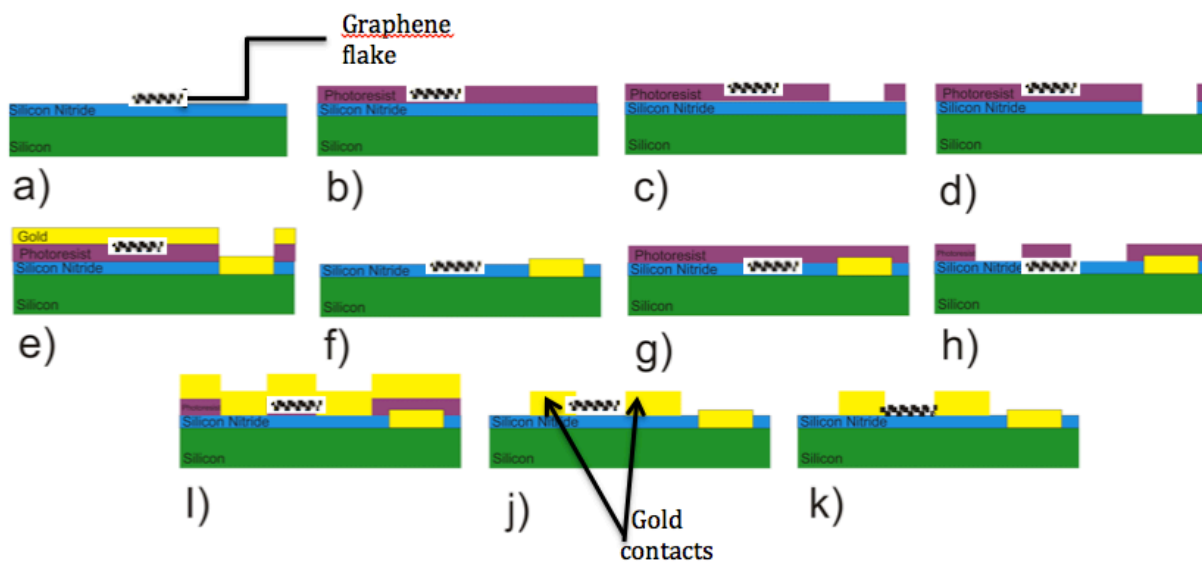 Graphene
flake
Silicon Nitride
Silicon
a)
Photoresist
Silicon Nitride
Silicon
b)
Photoresist
Silicon Nitride
Silicon
c)
Photoresist
Silicon Nitride
Silicon
d)
Gold
Photoresist
Silicon Nitride
Silicon
e)
Silicon Nitride
Silicon
f)
Photoresist
Silicon Nitride
Silicon
g)
Photoresist
Silicon Nitride
Silicon
h)
Photoresist
Silicon Nitride
Silicon
l)
Silicon Nitride
Silicon
j)
Silicon Nitride
Silicon
k)
Gold
contacts